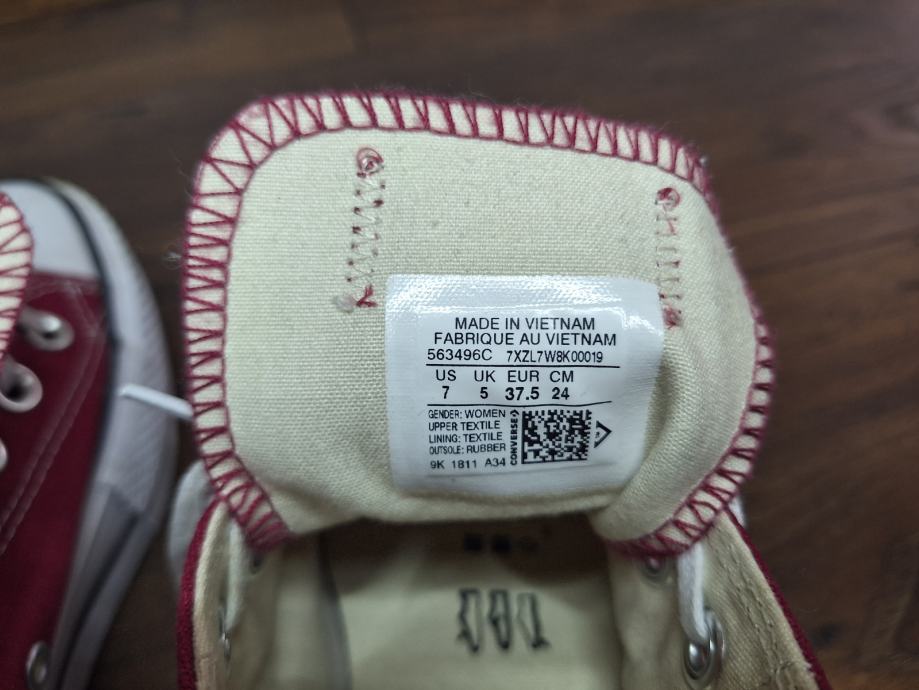 MADE IN VIETNAM
FABRIQUE AU VIETNAM
563496C 7XZL7W8K00019
US UK EUR CM
7 5 37.5 24
GENDER: WOMEN
UPPER TEXTILE
LINING: TEXTILE
OUTSOLE: RUBBER
CONVERSE
9K 1811 A34